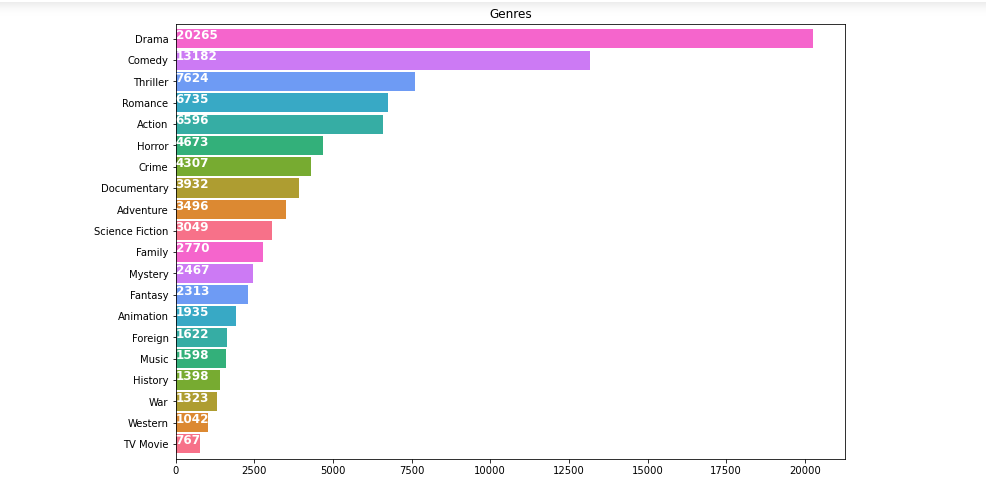 Genres
Drama 20265
Comedy 13182
Thriller 7624
Romance 6735
Action 6596
Horror 4673
Crime 4307
Documentary 3932
Adventure 3496
Science Fiction 3049
Family 2770
Mystery 2467
Fantasy 2313
Animation 1935
Foreign 1622
Music 1598
History 1398
War 1323
Western 1042
TV Movie 767
0 2500 5000 7500 10000 12500 15000 17500 20000